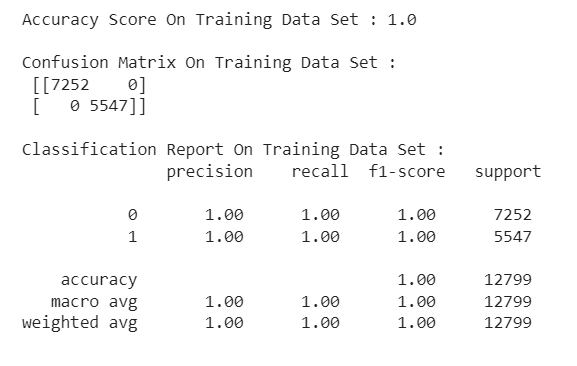 Accuracy Score On Training Data Set : 1.0
Confusion Matrix On Training Data Set :
[[7252    0]
[   0 5547]]
Classification Report On Training Data Set :
precision    recall  f1-score   support
0       1.00      1.00      1.00      7252
1       1.00      1.00      1.00      5547
accuracy                           1.00     12799
macro avg       1.00      1.00      1.00     12799
weighted avg       1.00      1.00      1.00     12799